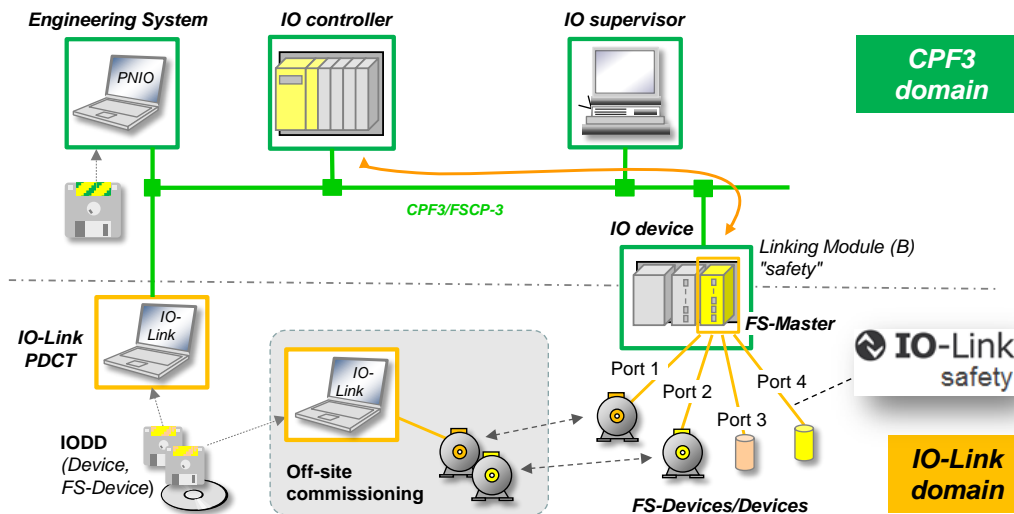 Engineering System
IO controller
IO supervisor
CPF3
domain
PNIO
CPF3/FSCP-3
IO device
Linking Module (B)
"safety"
IO-
Link
IO-Link
PDCT
FS-Master
IO-Link
safety
IO-
Link
Port 1
Port 2
Port 3
Port 4
IODD
(Device,
FS-Device)
Off-site
commissioning
FS-Devices/Devices
IO-Link
domain